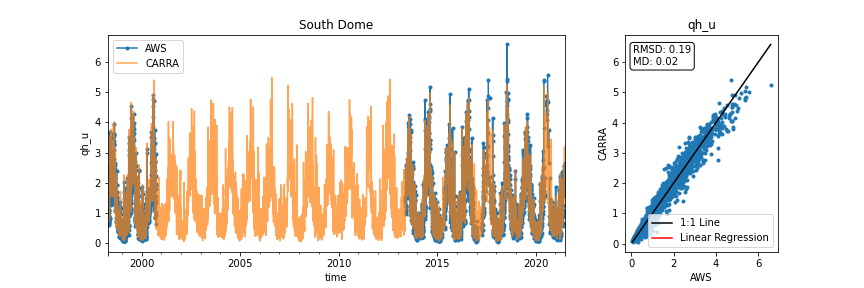 South Dome
AWS
CARRA
qh_u
6
5
4
3
2
1
0
2000
2005
2010
2015
2020
time
qh_u
RMSD: 0.19
MD: 0.02
CARRA
6
5
4
3
2
1
0
1:1 Line
Linear Regression
0
2
4
6
AWS